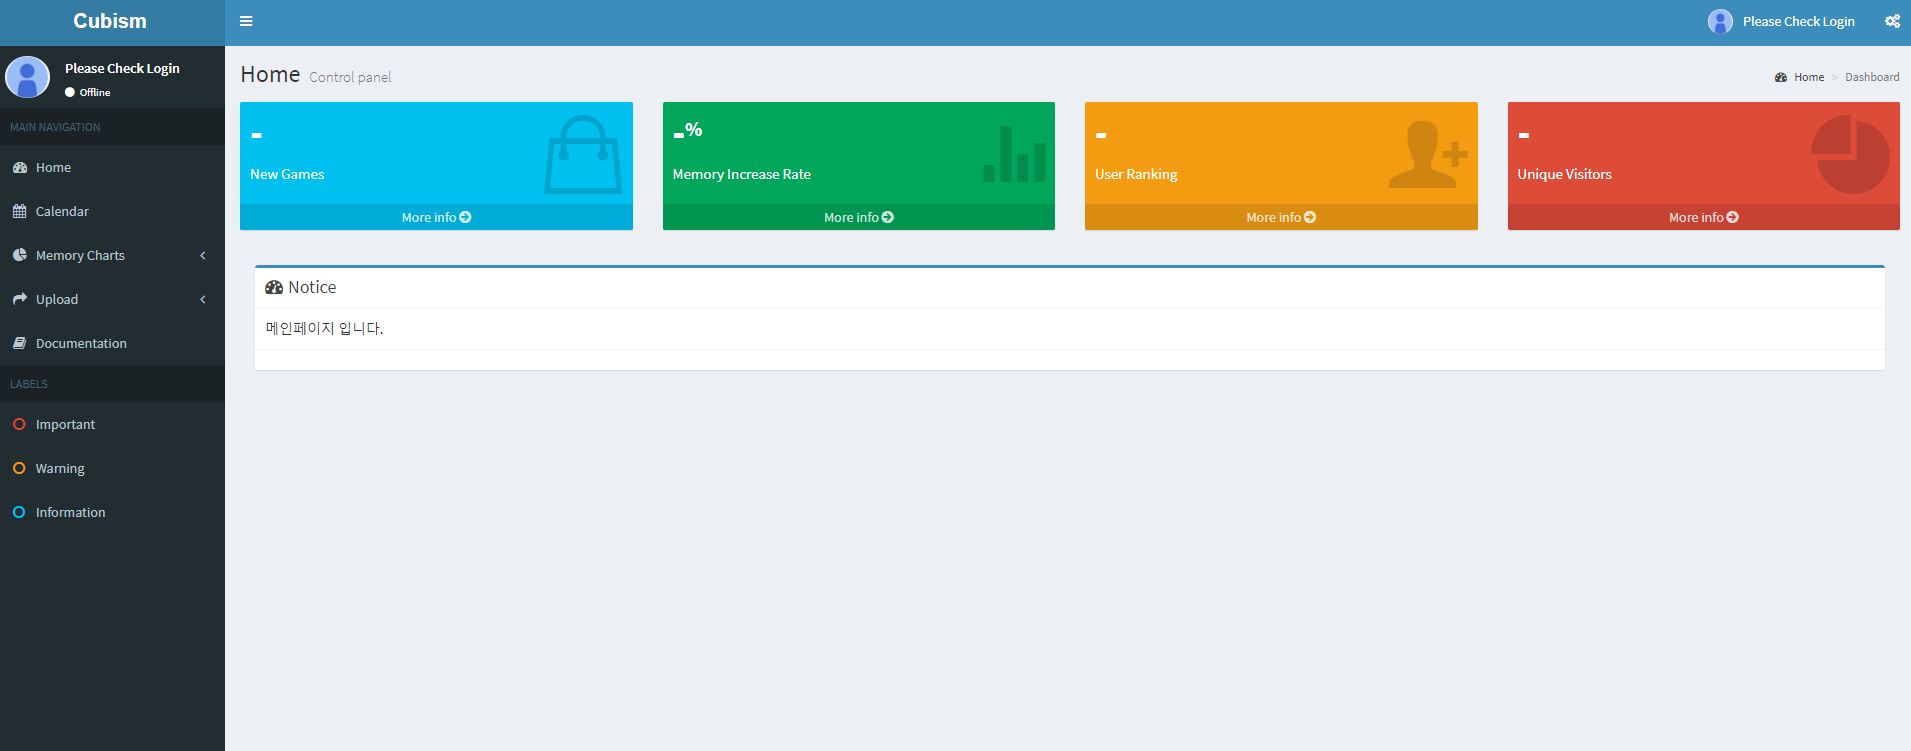 Cubism
Please Check Login
Please Check Login
Offline
MAIN NAVIGATION
Home
Calendar
Memory Charts
Upload
Documentation
LABELS
Important
Warning
Information
Home Control panel
Home > Dashboard
-
New Games
More info
-%
Memory Increase Rate
More info
-
User Ranking
More info
-
Unique Visitors
More info
Notice
메인페이지 입니다.